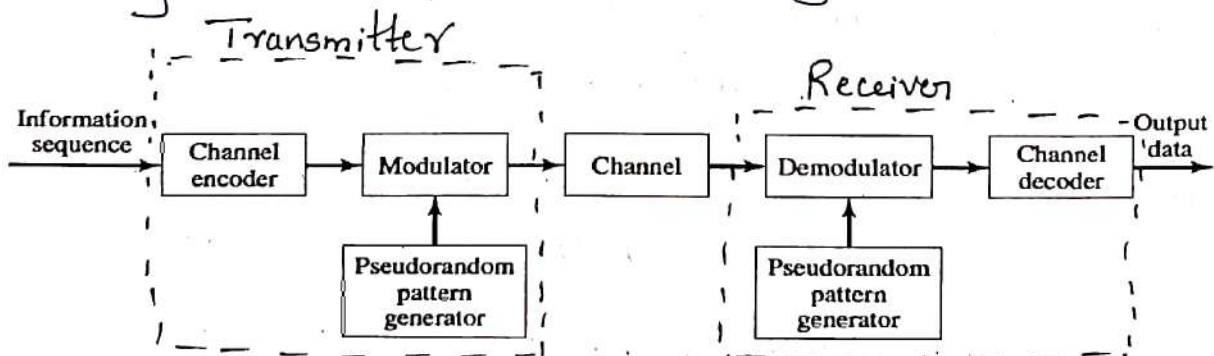 Transmitter
Receiver
Information
sequence
Channel
encoder
Modulator
Channel
Demodulator
Channel
decoder
Output
data
Pseudorandom
pattern
generator
Pseudorandom
pattern
generator